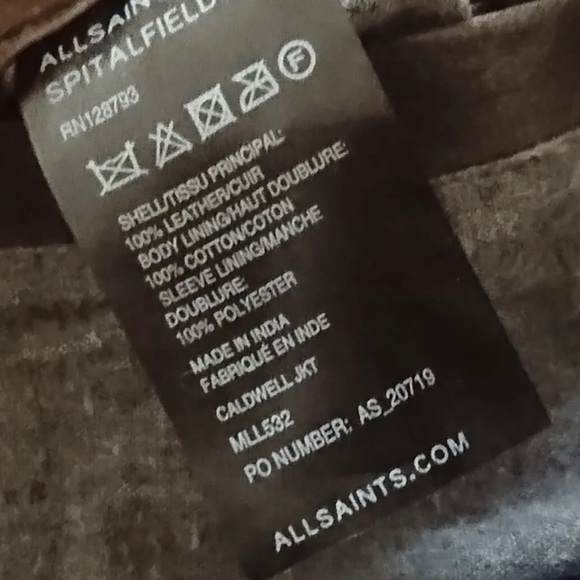 ALLSAIN
SPITALFIELD
RN128793
F
SHELL/TISSU PRINCIPAL:
100% LEATHER/CUIR
BODY LINING/HAUT DOUBLURE:
100% COTTON/COTON
SLEEVE LINING/MANCHE
DOUBLURE:
100% POLYESTER
MADE IN INDIA
FABRIQUÉ EN INDE
CALDWELL JKT
MLL532
PO NUMBER: AS_20719
ALLSAINTS.COM